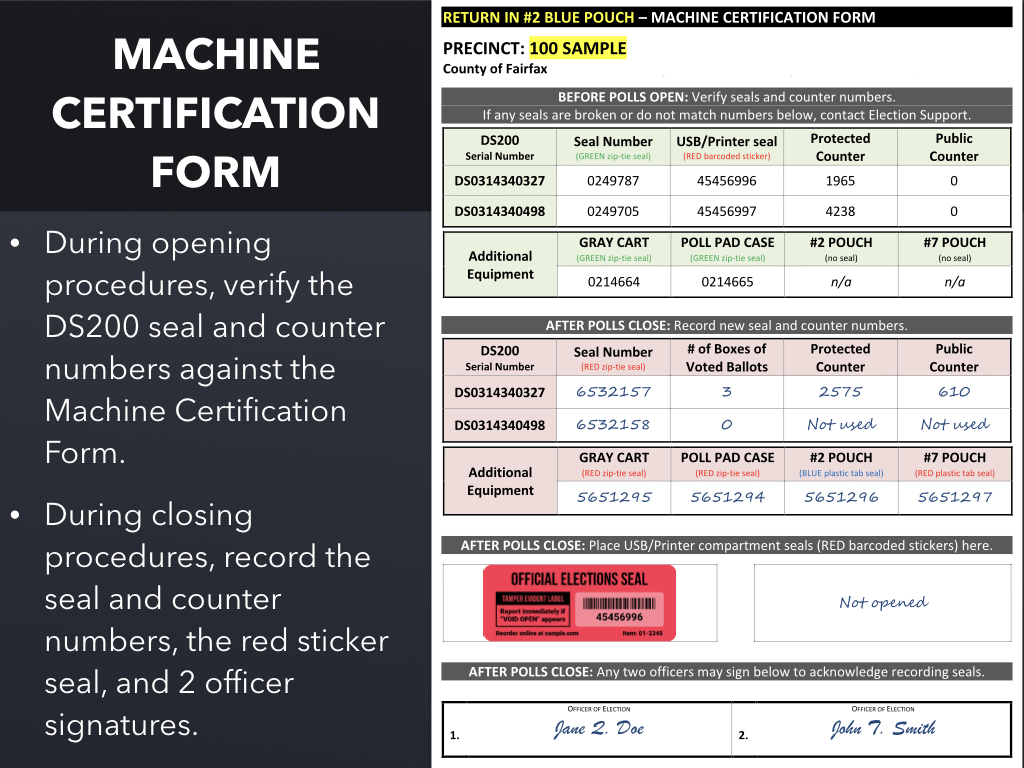 MACHINE
CERTIFICATION
FORM
• During opening
procedures, verify the
DS200 seal and counter
numbers against the
Machine Certification
Form.
• During closing
procedures, record the
seal and counter
numbers, the red sticker
seal, and 2 officer
signatures.
RETURN IN #2 BLUE POUCH – MACHINE CERTIFICATION FORM
PRECINCT: 100 SAMPLE
County of Fairfax
BEFORE POLLS OPEN: Verify seals and counter numbers.
If any seals are broken or do not match numbers below, contact Election Support.
DS200 Seal Number USB/Printer seal Protected Public
Serial Number (GREEN zip-tie seal) (RED barcoded sticker) Counter Counter
DS0314340327 0249787 45456996 1965 0
DS0314340498 0249705 45456997 4238 0
Additional Equipment
GRAY CART POLL PAD CASE #2 POUCH #7 POUCH
(GREEN zip-tie seal) (GREEN zip-tie seal) (no seal) (no seal)
0214664 0214665 n/a n/a
AFTER POLLS CLOSE: Record new seal and counter numbers.
DS200 Seal Number # of Boxes of Protected Public
Serial Number (RED zip-tie seal) Voted Ballots Counter Counter
DS0314340327 6532157 3 2575 610
DS0314340498 6532158 0 Not used Not used
Additional Equipment
GRAY CART POLL PAD CASE #2 POUCH #7 POUCH
(RED zip-tie seal) (RED zip-tie seal) (BLUE plastic tab seal) (RED plastic tab seal)
5651295 5651294 5651296 5651297
AFTER POLLS CLOSE: Place USB/Printer compartment seals (RED barcoded stickers) here.
OFFICIAL ELECTIONS SEAL
TAMPER EVIDENT LABEL
Report immediately if
"VOID OPEN" appears
45456996
Reorder online at sample.com Item: 01-2345
Not opened
AFTER POLLS CLOSE: Any two officers may sign below to acknowledge recording seals.
OFFICER OF ELECTION OFFICER OF ELECTION
1. Jane Q. Doe 2. John T. Smith